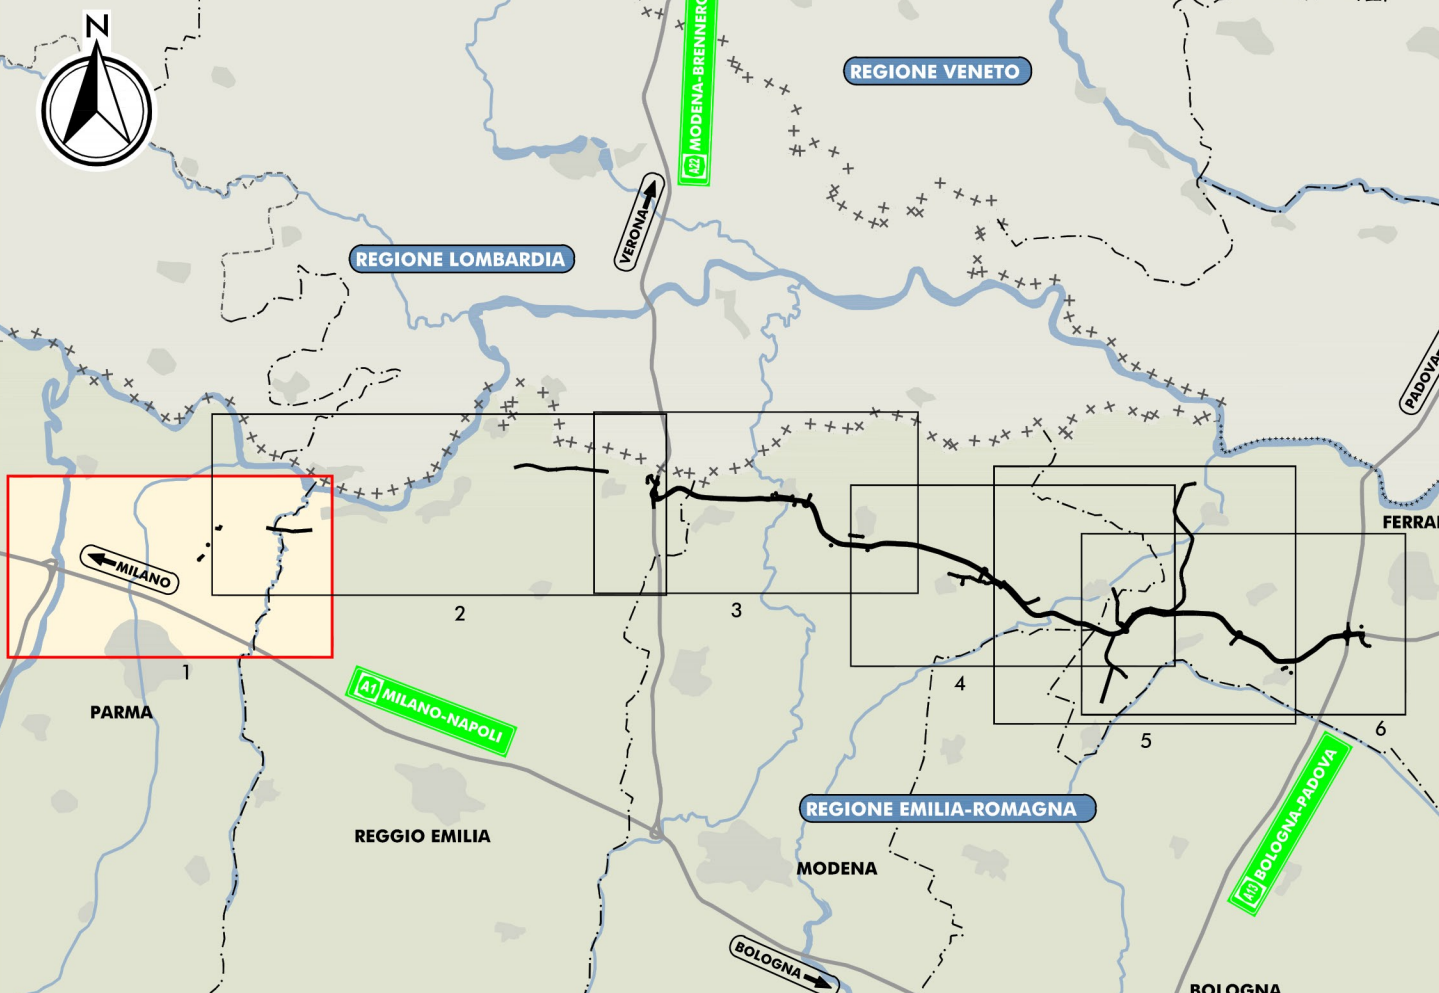 N
A22 MODENA-BRENNERO
REGIONE VENETO
VERONA
REGIONE LOMBARDIA
PADOVA
FERRA
MILANO
2
3
1
4
PARMA
A1 MILANO-NAPOLI
5
6
REGIONE EMILIA-ROMAGNA
A13 BOLOGNA-PADOVA
REGGIO EMILIA
MODENA
BOLOGNA
BOLOGNA